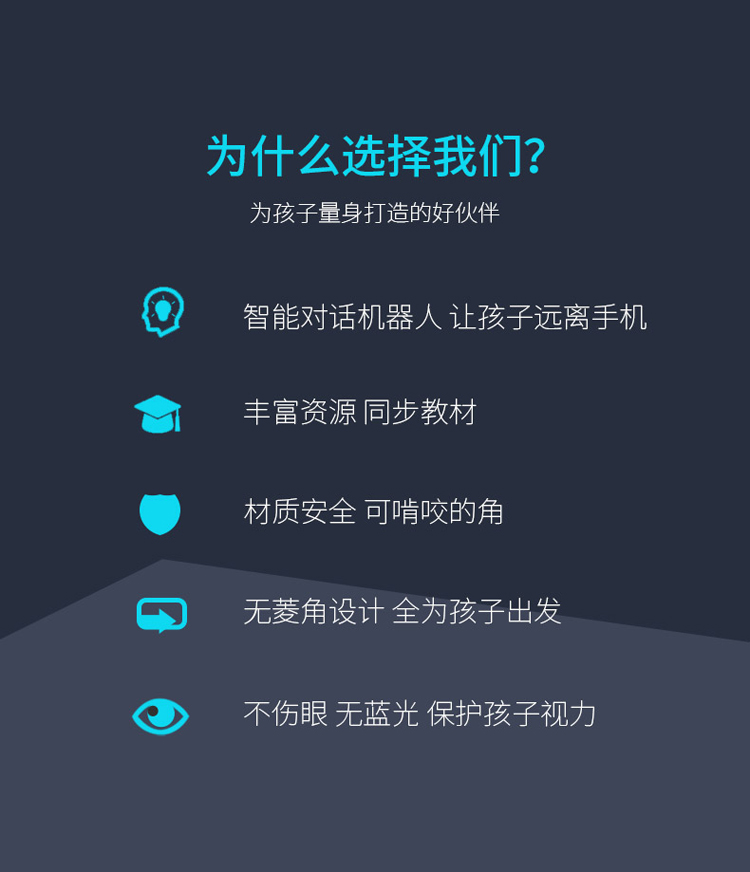 为什么选择我们?
为孩子量身打造的好伙伴
智能对话机器人 让孩子远离手机
丰富资源 同步教材
材质安全 可啃咬的角
无菱角设计 全为孩子出发
不伤眼 无蓝光 保护孩子视力